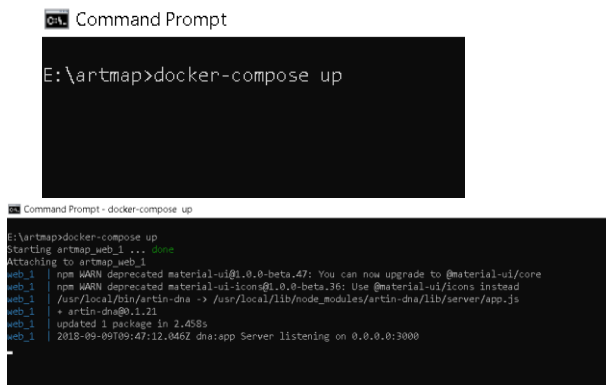 Command Prompt
E:\artmap>docker-compose up
Command Prompt - docker-compose up
E:\artmap>docker-compose up
Starting artmap_web_1 ... done
Attaching to artmap_web_1
web_1 | npm WARN deprecated material-ui@1.0.0-beta.47: You can now upgrade to @material-ui/core
web_1 | npm WARN deprecated material-ui-icons@1.0.0-beta.36: Use @material-ui/icons instead
web_1 | /usr/local/bin/artin-dna -> /usr/local/lib/node_modules/artin-dna/lib/server/app.js
web_1 | + artin-dna@0.1.21
web_1 | updated 1 package in 2.458s
web_1 | 2018-09-09T09:47:12.046Z dna:app Server listening on 0.0.0.0:3000